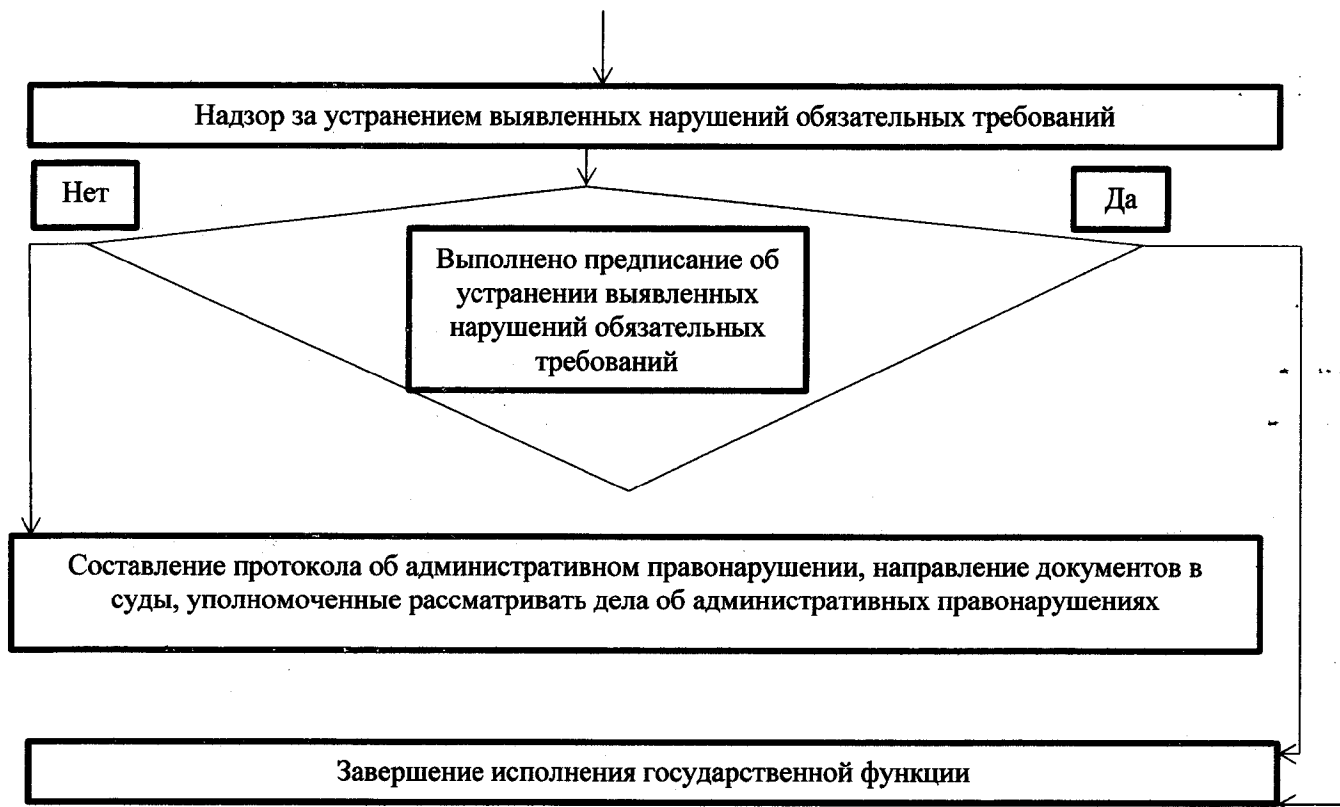 Надзор за устранением выявленных нарушений обязательных требований
Нет
Да
Выполнено предписание об
устранении выявленных
нарушений обязательных
требований
Составление протокола об административном правонарушении, направление документов в
суды, уполномоченные рассматривать дела об административных правонарушениях
Завершение исполнения государственной функции